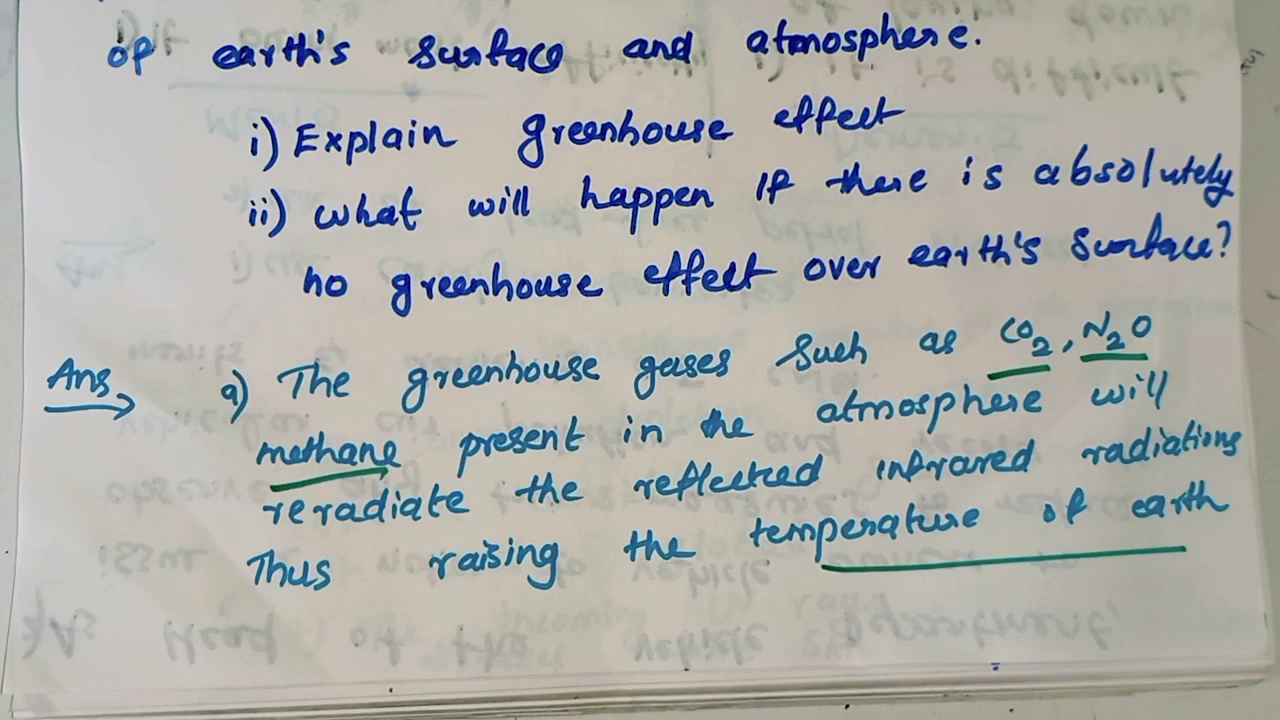 of earth's surface and atmosphere.
i) Explain greenhouse effect
ii) what will happen If there is absolutely
no greenhouse effect over earth's surface?
Ans → a) The greenhouse gases such as CO₂, N₂O
methane present in the atmosphere will
reradiate the reflected infrared radiations
Thus raising the temperature of earth